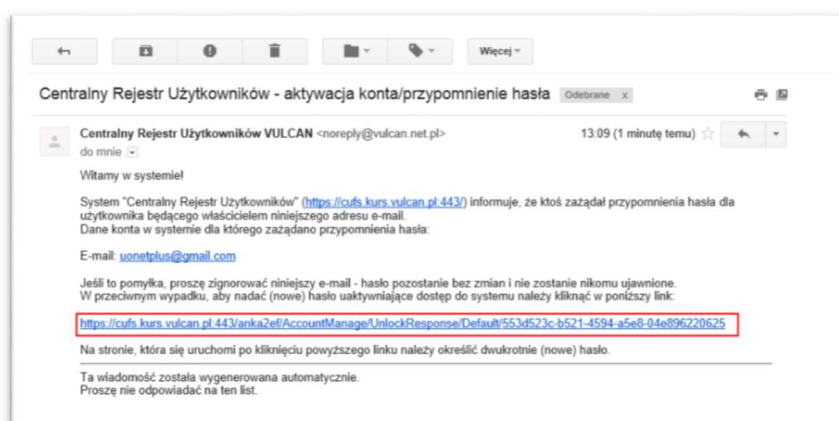 Więcej
Centralny Rejestr Użytkowników - aktywacja konta/przypomnienie hasła Odebrane x
Centralny Rejestr Użytkowników VULCAN <noreply@vulcan.net.pl> 13:09 (1 minutę temu)
do mnie
Witamy w systemie!
System "Centralny Rejestr Użytkowników" (https://cufs.kurs.vulcan.pl:443/) informuje, że ktoś zażądał przypomnienia hasła dla
użytkownika będącego właścicielem niniejszego adresu e-mail.
Dane konta w systemie dla którego zażądano przypomnienia hasła:
E-mail: uonetplus@gmail.com
Jeśli to pomyłka, proszę zignorować niniejszy e-mail - hasło pozostanie bez zmian i nie zostanie nikomu ujawnione.
W przeciwnym wypadku, aby nadać (nowe) hasło uaktywniające dostęp do systemu należy kliknąć w poniższy link:
https://cufs.kurs.vulcan.pl:443/anka2ef/AccountManage/UnlockResponse/Default/553d523c-b521-4594-a5e8-04e896220625
Na stronie, która się uruchomi po kliknięciu powyższego linku należy określić dwukrotnie (nowe) hasło.
Ta wiadomość została wygenerowana automatycznie.
Proszę nie odpowiadać na ten list.